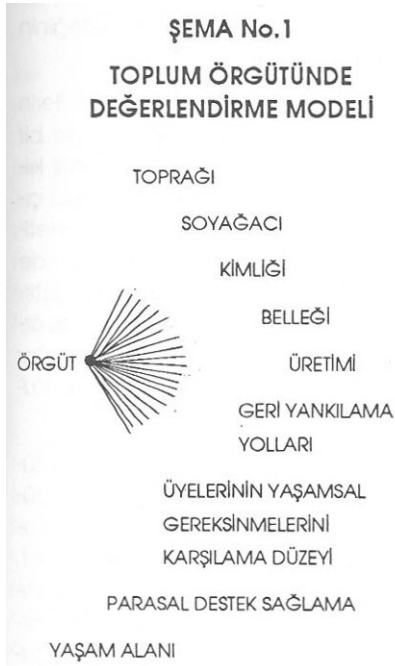 ŞEMA No.1
TOPLUM ÖRGÜTÜNDE
DEĞERLENDİRME MODELİ
TOPRAĞI
SOYAĞACI
KİMLİĞİ
BELLEĞİ
ÖRGÜT
ÜRETİMİ
GERİ YANKILAMA
YOLLARI
ÜYELERİNİN YAŞAMSAL
GEREKSİNMELERİNİ
KARŞILAMA DÜZEYİ
PARASAL DESTEK SAĞLAMA
YAŞAM ALANI